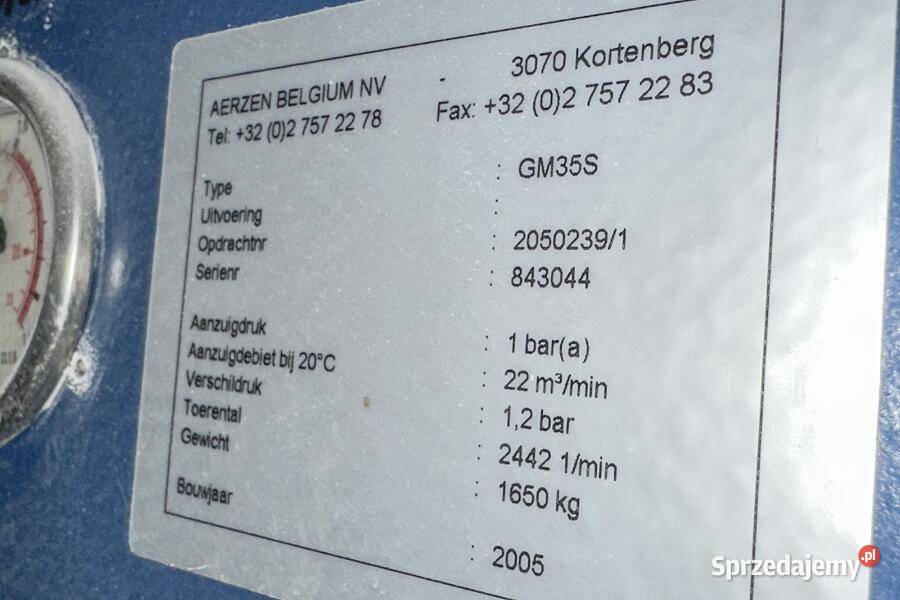 AERZEN BELGIUM NV - 3070 Kortenberg
Tel: +32 (0)2 757 22 78 Fax: +32 (0)2 757 22 83
Type : GM35S
Uitvoering :
Opdrachtnr : 2050239/1
Serienr : 843044
Aanzuigdruk : 1 bar(a)
Aanzuigdebiet bij 20°C : 22 m³/min
Verschildruk : 1,2 bar
Toerental : 2442 1/min
Gewicht : 1650 kg
Bouwjaar : 2005
Sprzedajemy.pl